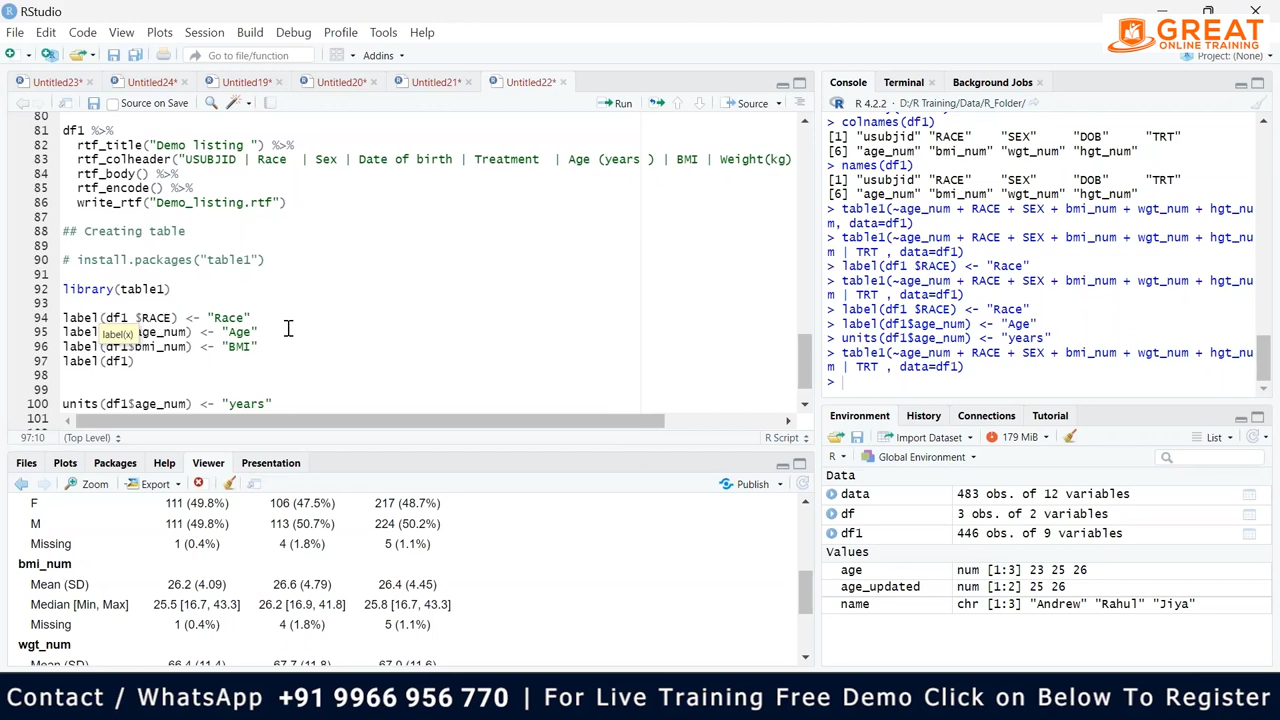 RStudio
File Edit Code View Plots Session Build Debug Profile Tools Help
GREAT
ONLINE TRAINING
Go to file/function Addins
Project: (None)
Untitled23* Untitled24* Untitled19* Untitled20* Untitled21* Untitled22*
Source on Save Run Source
80
81 df1 %>%
82 rtf_title("Demo listing ") %>%
83 rtf_colheader("USUBJID | Race | Sex | Date of birth | Treatment | Age (years ) | BMI | Weight(kg)
84 rtf_body() %>%
85 rtf_encode() %>%
86 write_rtf("Demo_listing.rtf")
87
88 ## Creating table
89
90 # install.packages("table1")
91
92 library(table1)
93
94 label(df1 $RACE) <- "Race"
95 label age_num) <- "Age"
label(x)
96 label(df1$bmi_num) <- "BMI"
97 label(df1)
98
99
100 units(df1$age_num) <- "years"
101
97:10 (Top Level) R Script
Files Plots Packages Help Viewer Presentation
Zoom Export Publish
F 111 (49.8%) 106 (47.5%) 217 (48.7%)
M 111 (49.8%) 113 (50.7%) 224 (50.2%)
Missing 1 (0.4%) 4 (1.8%) 5 (1.1%)
bmi_num
Mean (SD) 26.2 (4.09) 26.6 (4.79) 26.4 (4.45)
Median [Min, Max] 25.5 [16.7, 43.3] 26.2 [16.9, 41.8] 25.8 [16.7, 43.3]
Missing 1 (0.4%) 4 (1.8%) 5 (1.1%)
wgt_num
Mean (SD) 66.4 (11.4) 67.7 (11.8) 67.0 (11.6)
Console Terminal Background Jobs
R 4.2.2 · D:/R Training/Data/R_Folder/
> colnames(df1)
[1] "usubjid" "RACE" "SEX" "DOB" "TRT"
[6] "age_num" "bmi_num" "wgt_num" "hgt_num"
> names(df1)
[1] "usubjid" "RACE" "SEX" "DOB" "TRT"
[6] "age_num" "bmi_num" "wgt_num" "hgt_num"
> table1(~age_num + RACE + SEX + bmi_num + wgt_num + hgt_nu
m, data=df1)
> table1(~age_num + RACE + SEX + bmi_num + wgt_num + hgt_nu
m | TRT , data=df1)
> label(df1 $RACE) <- "Race"
> table1(~age_num + RACE + SEX + bmi_num + wgt_num + hgt_nu
m | TRT , data=df1)
> label(df1 $RACE) <- "Race"
> label(df1$age_num) <- "Age"
> units(df1$age_num) <- "years"
> table1(~age_num + RACE + SEX + bmi_num + wgt_num + hgt_nu
m | TRT , data=df1)
>
Environment History Connections Tutorial
Import Dataset 179 MiB List
R Global Environment
Data
data 483 obs. of 12 variables
df 3 obs. of 2 variables
df1 446 obs. of 9 variables
Values
age num [1:3] 23 25 26
age_updated num [1:2] 25 26
name chr [1:3] "Andrew" "Rahul" "Jiya"
Contact / WhatsApp +91 9966 956 770 | For Live Training Free Demo Click on Below To Register